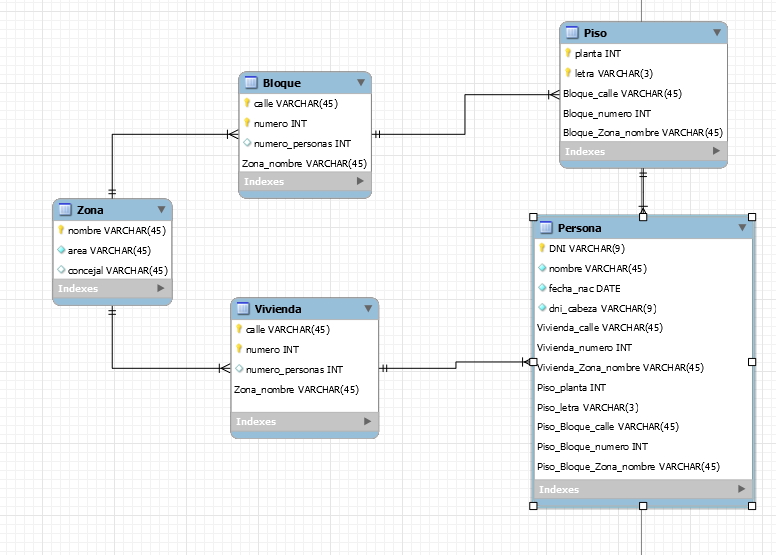 Piso
planta INT
letra VARCHAR(3)
Bloque_calle VARCHAR(45)
Bloque_numero INT
Bloque_Zona_nombre VARCHAR(45)
Indexes
Bloque
calle VARCHAR(45)
numero INT
numero_personas INT
Zona_nombre VARCHAR(45)
Indexes
Zona
nombre VARCHAR(45)
area VARCHAR(45)
concejal VARCHAR(45)
Indexes
Persona
DNI VARCHAR(9)
nombre VARCHAR(45)
fecha_nac DATE
dni_cabeza VARCHAR(9)
Vivienda_calle VARCHAR(45)
Vivienda_numero INT
Vivienda_Zona_nombre VARCHAR(45)
Piso_planta INT
Piso_letra VARCHAR(3)
Piso_Bloque_calle VARCHAR(45)
Piso_Bloque_numero INT
Piso_Bloque_Zona_nombre VARCHAR(45)
Indexes
Vivienda
calle VARCHAR(45)
numero INT
numero_personas INT
Zona_nombre VARCHAR(45)
Indexes